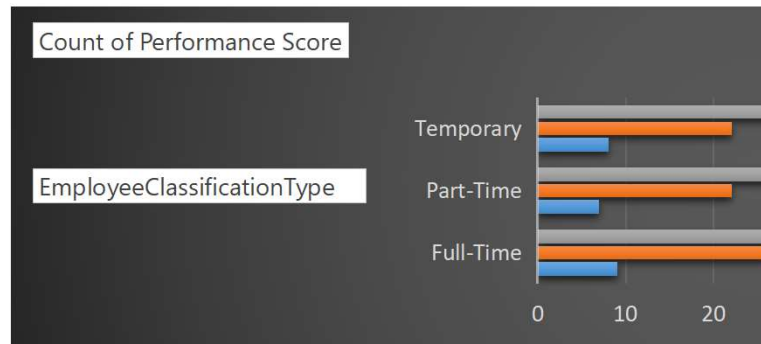 Count of Performance Score
Temporary
EmployeeClassificationType
Part-Time
Full-Time
0 10 20